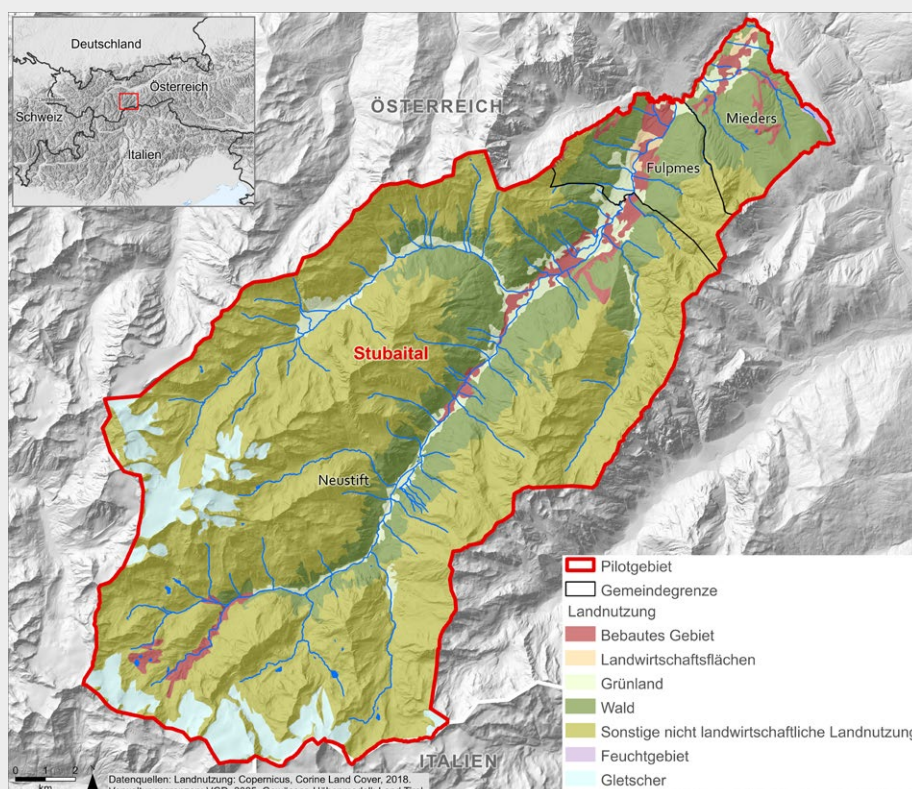 Deutschland
Österreich
Schweiz
Italien
ÖSTERREICH
Mieders
Fulpmes
Stubaital
Neustift
ITALIEN
Pilotgebiet
Gemeindegrenze
Landnutzung
Bebautes Gebiet
Landwirtschaftsflächen
Grünland
Wald
Sonstige nicht landwirtschaftliche Landnutzung
Feuchtgebiet
Gletscher
0 1 2
km
Datenquellen: Landnutzung: Copernicus, Corine Land Cover, 2018.